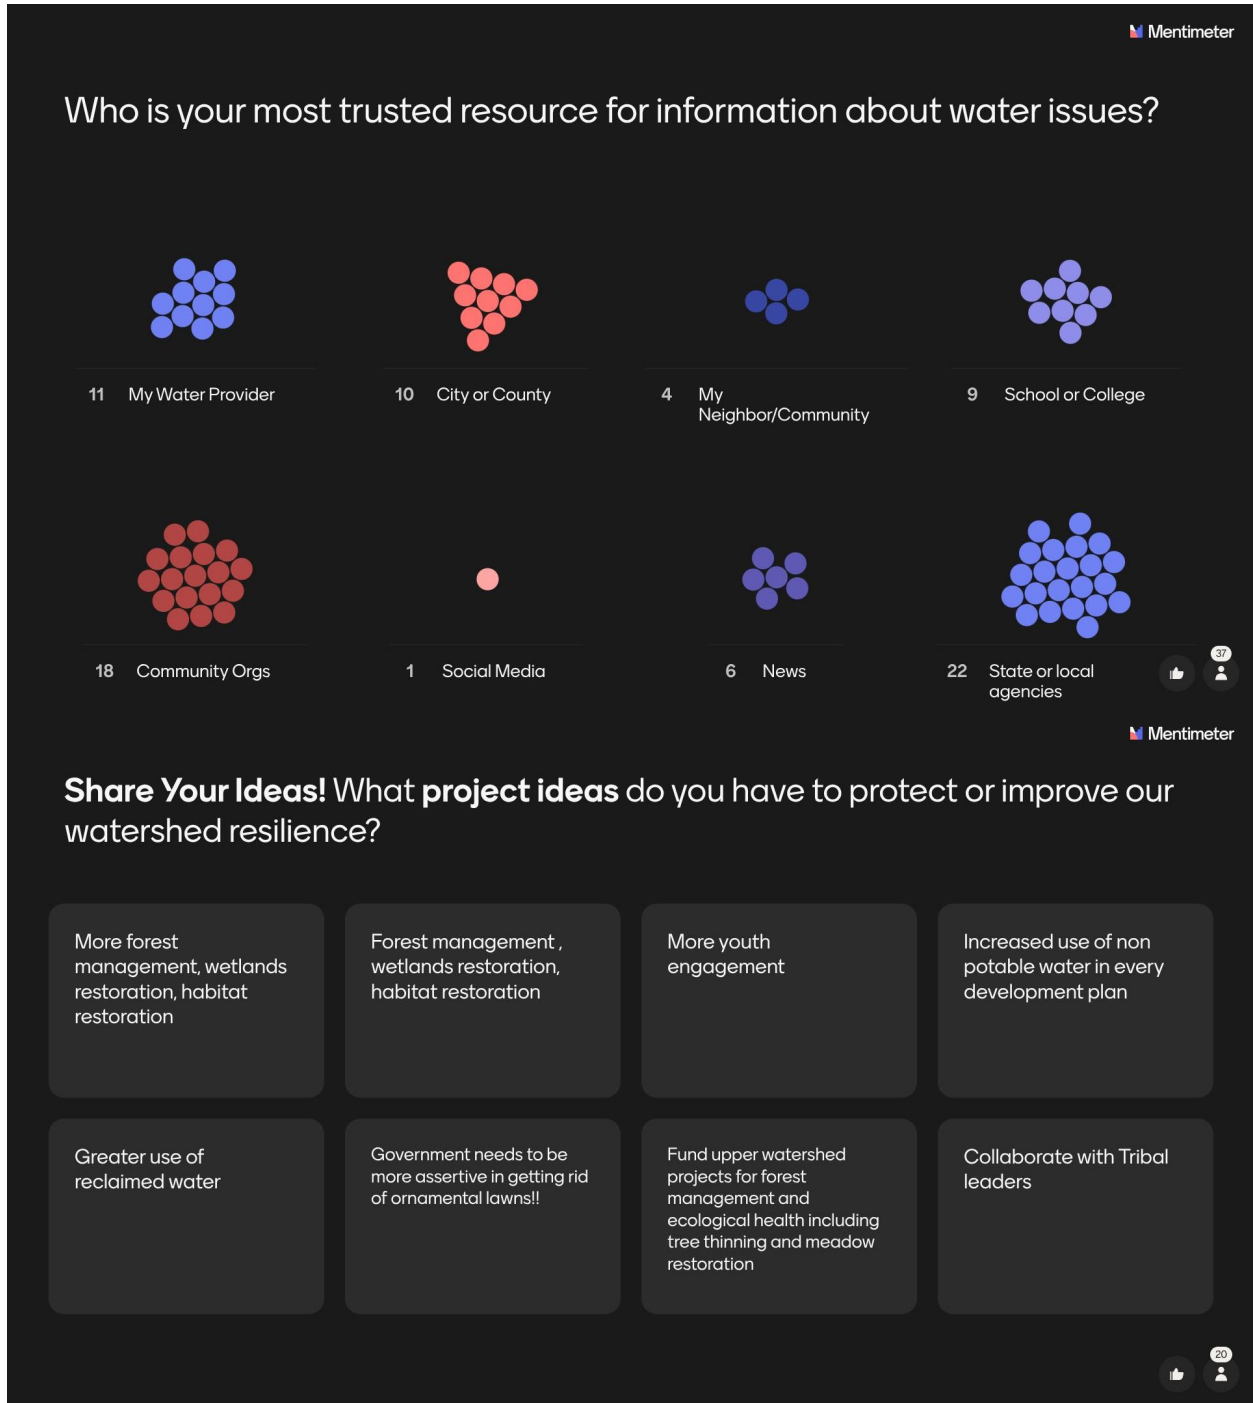 Mentimeter
Who is your most trusted resource for information about water issues?
11 My Water Provider
10 City or County
4 My
Neighbor/Community
9 School or College
18 Community Orgs
1 Social Media
6 News
22 State or local
agencies
37
Mentimeter
Share Your Ideas! What project ideas do you have to protect or improve our
watershed resilience?
More forest
management, wetlands
restoration, habitat
restoration
Forest management ,
wetlands restoration,
habitat restoration
More youth
engagement
Increased use of non
potable water in every
development plan
Greater use of
reclaimed water
Government needs to be
more assertive in getting rid
of ornamental lawns!!
Fund upper watershed
projects for forest
management and
ecological health including
tree thinning and meadow
restoration
Collaborate with Tribal
leaders
20